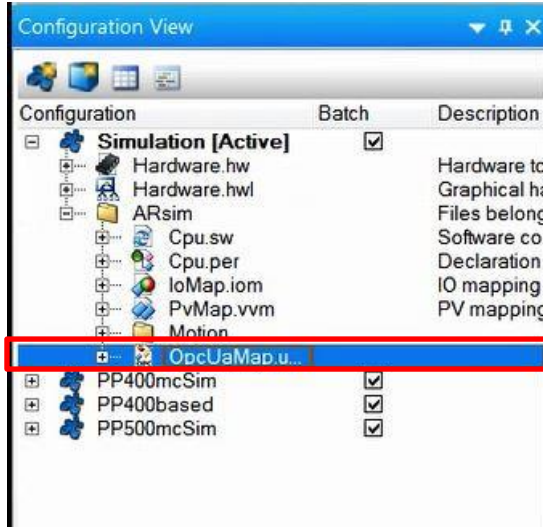 Configuration View
Configuration Batch Description
Simulation [Active]
Hardware.hw Hardware to
Hardware.hwl Graphical ha
ARsim Files belong
Cpu.sw Software co
Cpu.per Declaration
IoMap.iom IO mapping
PvMap.vvm PV mapping
Motion
OpcUaMap.u...
PP400mcSim
PP400based
PP500mcSim